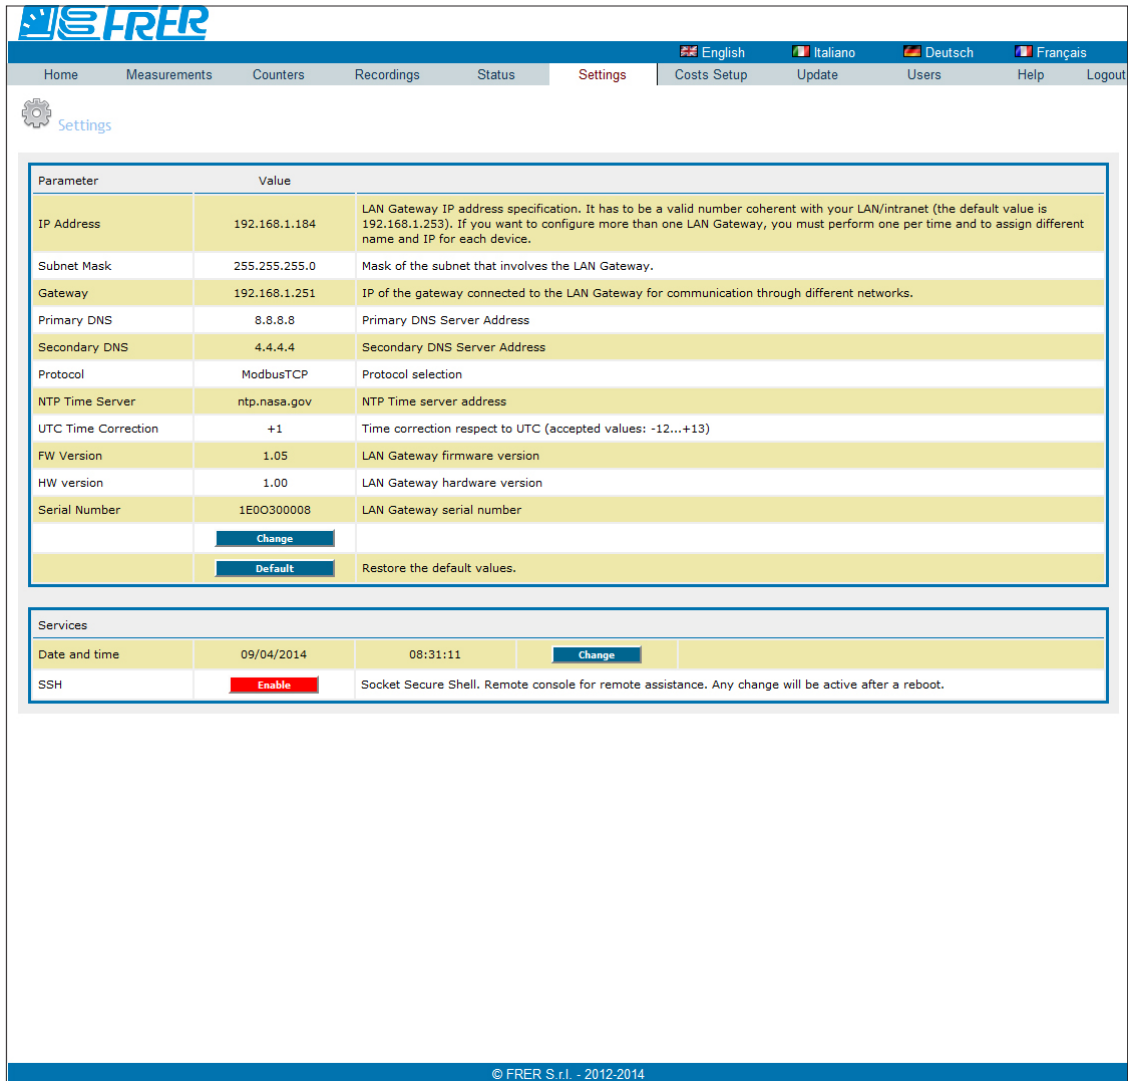 FRER
English Italiano Deutsch Français
Home Measurements Counters Recordings Status Settings Costs Setup Update Users Help Logout
Settings
Parameter Value
IP Address 192.168.1.184 LAN Gateway IP address specification. It has to be a valid number coherent with your LAN/intranet (the default value is
192.168.1.253). If you want to configure more than one LAN Gateway, you must perform one per time and to assign different
name and IP for each device.
Subnet Mask 255.255.255.0 Mask of the subnet that involves the LAN Gateway.
Gateway 192.168.1.251 IP of the gateway connected to the LAN Gateway for communication through different networks.
Primary DNS 8.8.8.8 Primary DNS Server Address
Secondary DNS 4.4.4.4 Secondary DNS Server Address
Protocol ModbusTCP Protocol selection
NTP Time Server ntp.nasa.gov NTP Time server address
UTC Time Correction +1 Time correction respect to UTC (accepted values: -12...+13)
FW Version 1.05 LAN Gateway firmware version
HW version 1.00 LAN Gateway hardware version
Serial Number 1E0O300008 LAN Gateway serial number
Change
Default Restore the default values.
Services
Date and time 09/04/2014 08:31:11 Change
SSH Enable Socket Secure Shell. Remote console for remote assistance. Any change will be active after a reboot.
© FRER S.r.l. - 2012-2014